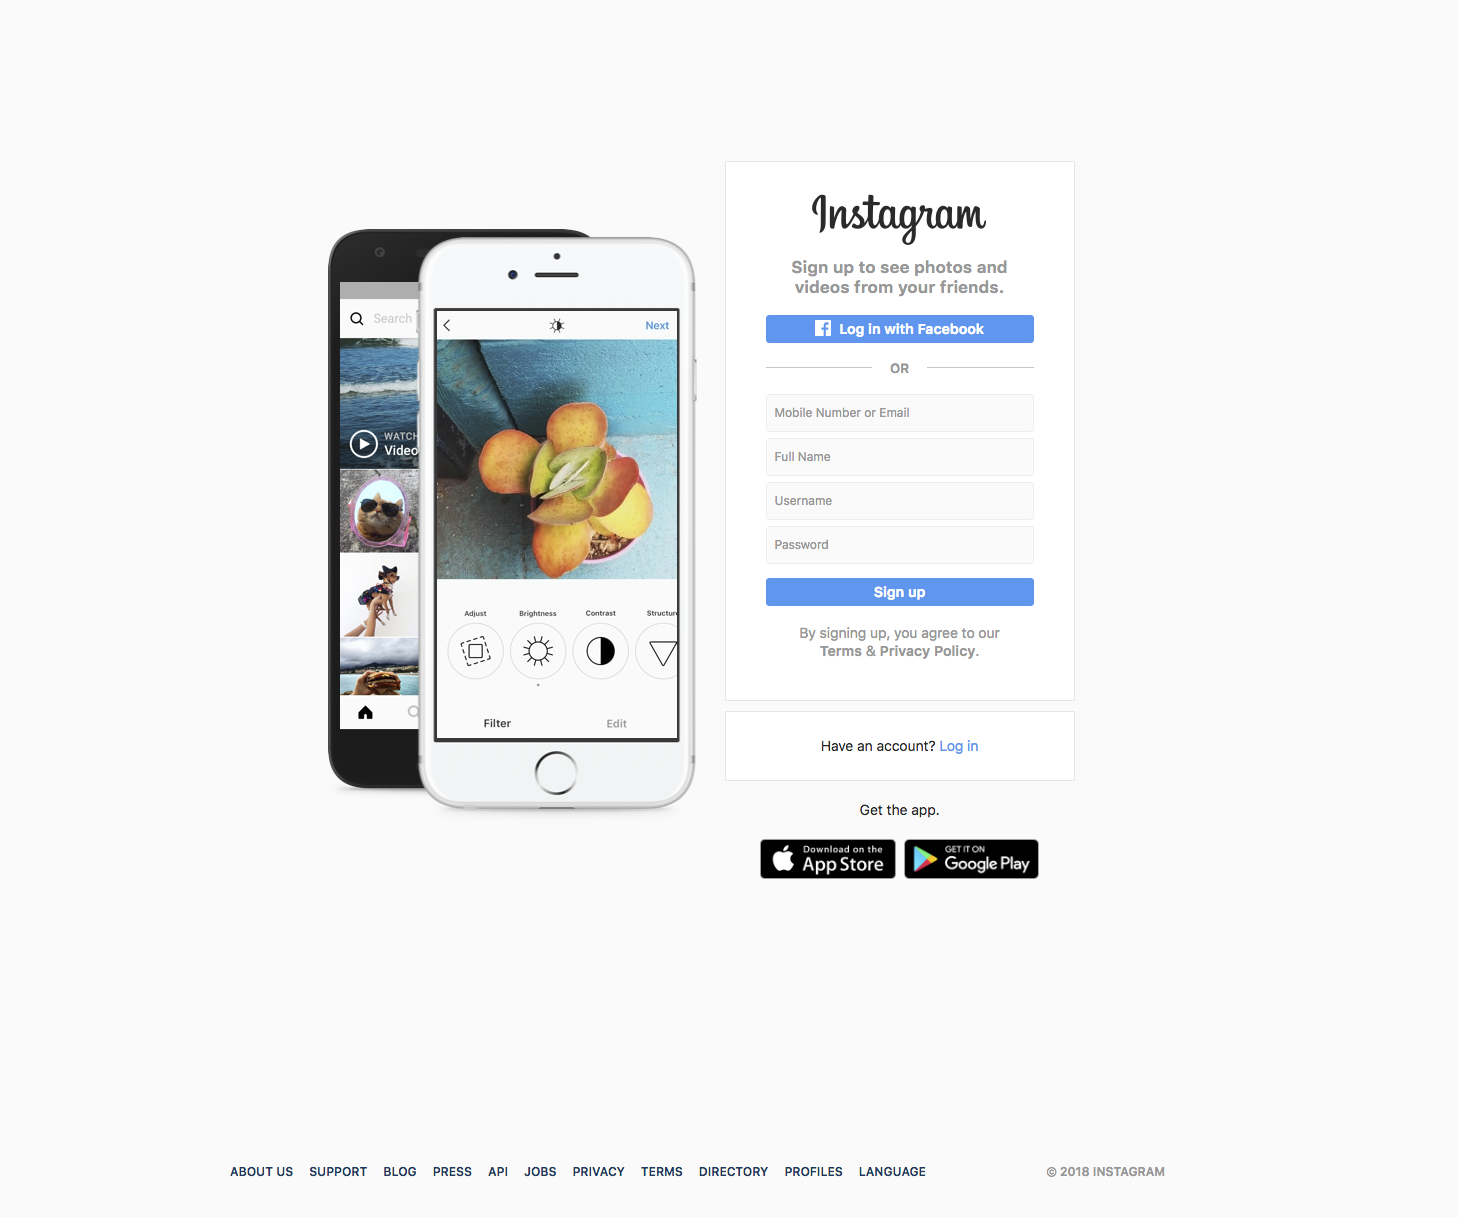 Search
WATCH
Video
Next
Adjust
Brightness
Contrast
Structure
Filter
Edit
Instagram
Sign up to see photos and
videos from your friends.
Log in with Facebook
OR
Mobile Number or Email
Full Name
Username
Password
Sign up
By signing up, you agree to our
Terms & Privacy Policy.
Have an account? Log in
Get the app.
Download on the
App Store
GET IT ON
Google Play
ABOUT US SUPPORT BLOG PRESS API JOBS PRIVACY TERMS DIRECTORY PROFILES LANGUAGE © 2018 INSTAGRAM